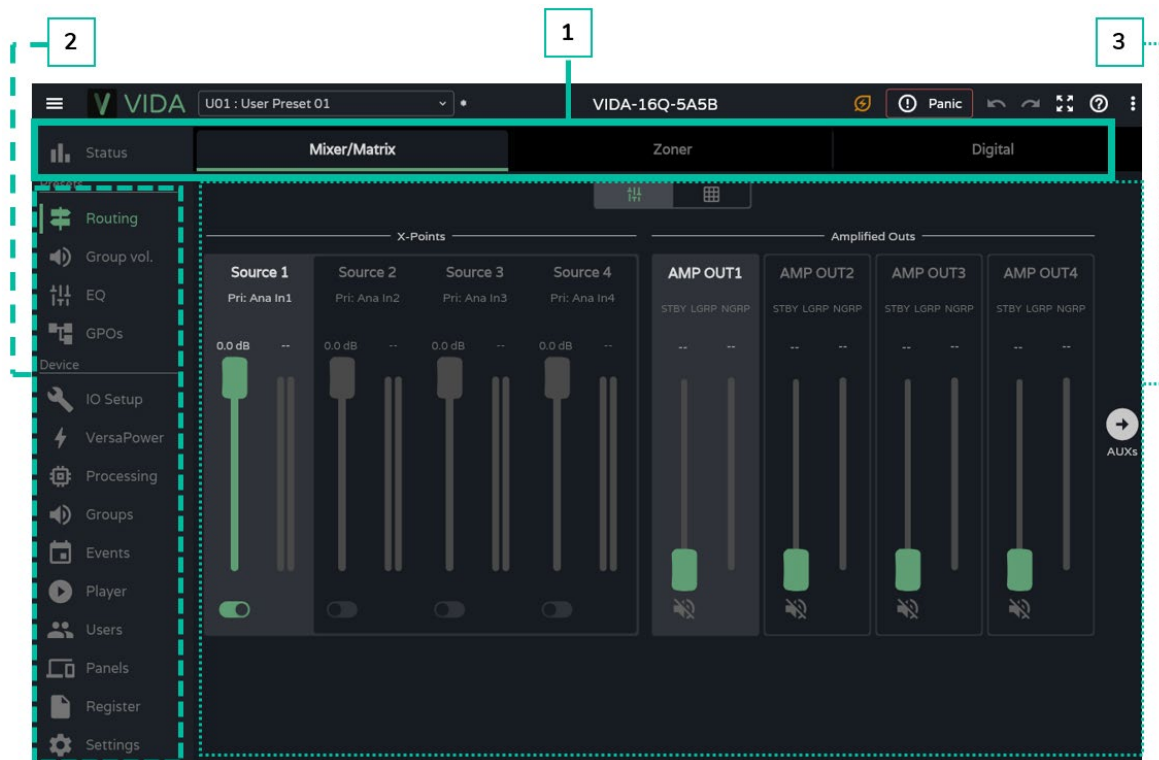 2
1
3
VIDA
U01 : User Preset 01
VIDA-16Q-5A5B
Panic
Status
Mixer/Matrix
Zoner
Digital
Presets
Routing
Group vol.
EQ
GPOs
Device
IO Setup
VersaPower
Processing
Groups
Events
Player
Users
Panels
Register
Settings
X-Points
Amplified Outs
Source 1
Source 2
Source 3
Source 4
AMP OUT1
AMP OUT2
AMP OUT3
AMP OUT4
Pri: Ana In1
Pri: Ana In2
Pri: Ana In3
Pri: Ana In4
STBY LGRP NGRP
STBY LGRP NGRP
STBY LGRP NGRP
STBY LGRP NGRP
0.0 dB --
0.0 dB --
0.0 dB --
0.0 dB --
-- --
-- --
-- --
-- --
AUXs